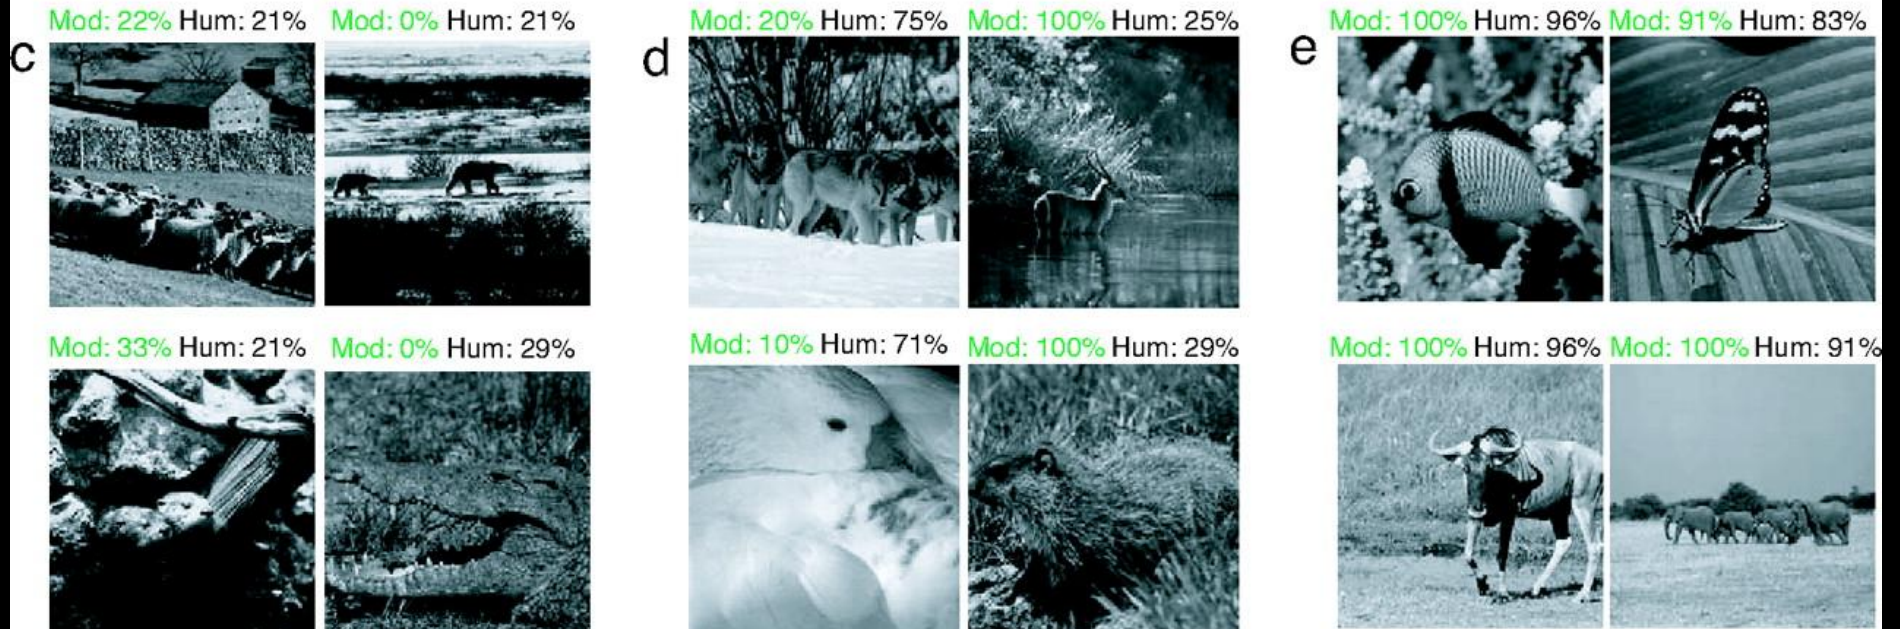 Mod: 22% Hum: 21% Mod: 0% Hum: 21%
c
Mod: 33% Hum: 21% Mod: 0% Hum: 29%
Mod: 20% Hum: 75% Mod: 100% Hum: 25%
d
Mod: 10% Hum: 71% Mod: 100% Hum: 29%
Mod: 100% Hum: 96% Mod: 91% Hum: 83%
e
Mod: 100% Hum: 96% Mod: 100% Hum: 91%